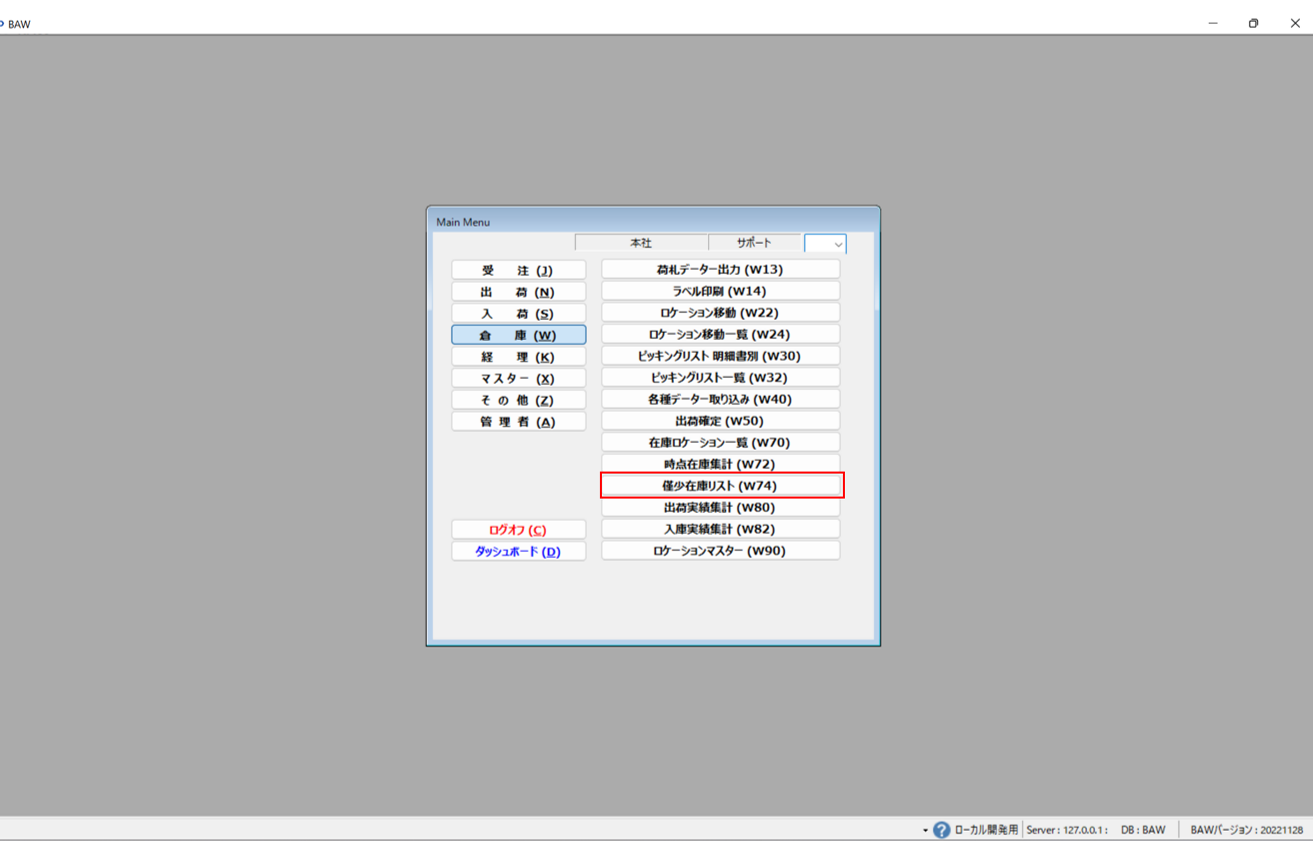 BAW
Main Menu
本社 サポート
受 注 (J)
出 荷 (N)
入 荷 (S)
倉 庫 (W)
経 理 (K)
マスター (X)
そ の 他 (Z)
管 理 者 (A)
ログオフ (C)
ダッシュボード (D)
荷札データー出力 (W13)
ラベル印刷 (W14)
ロケーション移動 (W22)
ロケーション移動一覧 (W24)
ピッキングリスト 明細書別 (W30)
ピッキングリスト一覧 (W32)
各種データー取り込み (W40)
出荷確定 (W50)
在庫ロケーション一覧 (W70)
時点在庫集計 (W72)
僅少在庫リスト (W74)
出荷実績集計 (W80)
入庫実績集計 (W82)
ロケーションマスター (W90)
ローカル開発用 Server : 127.0.0.1 : DB : BAW BAWバージョン : 20221128